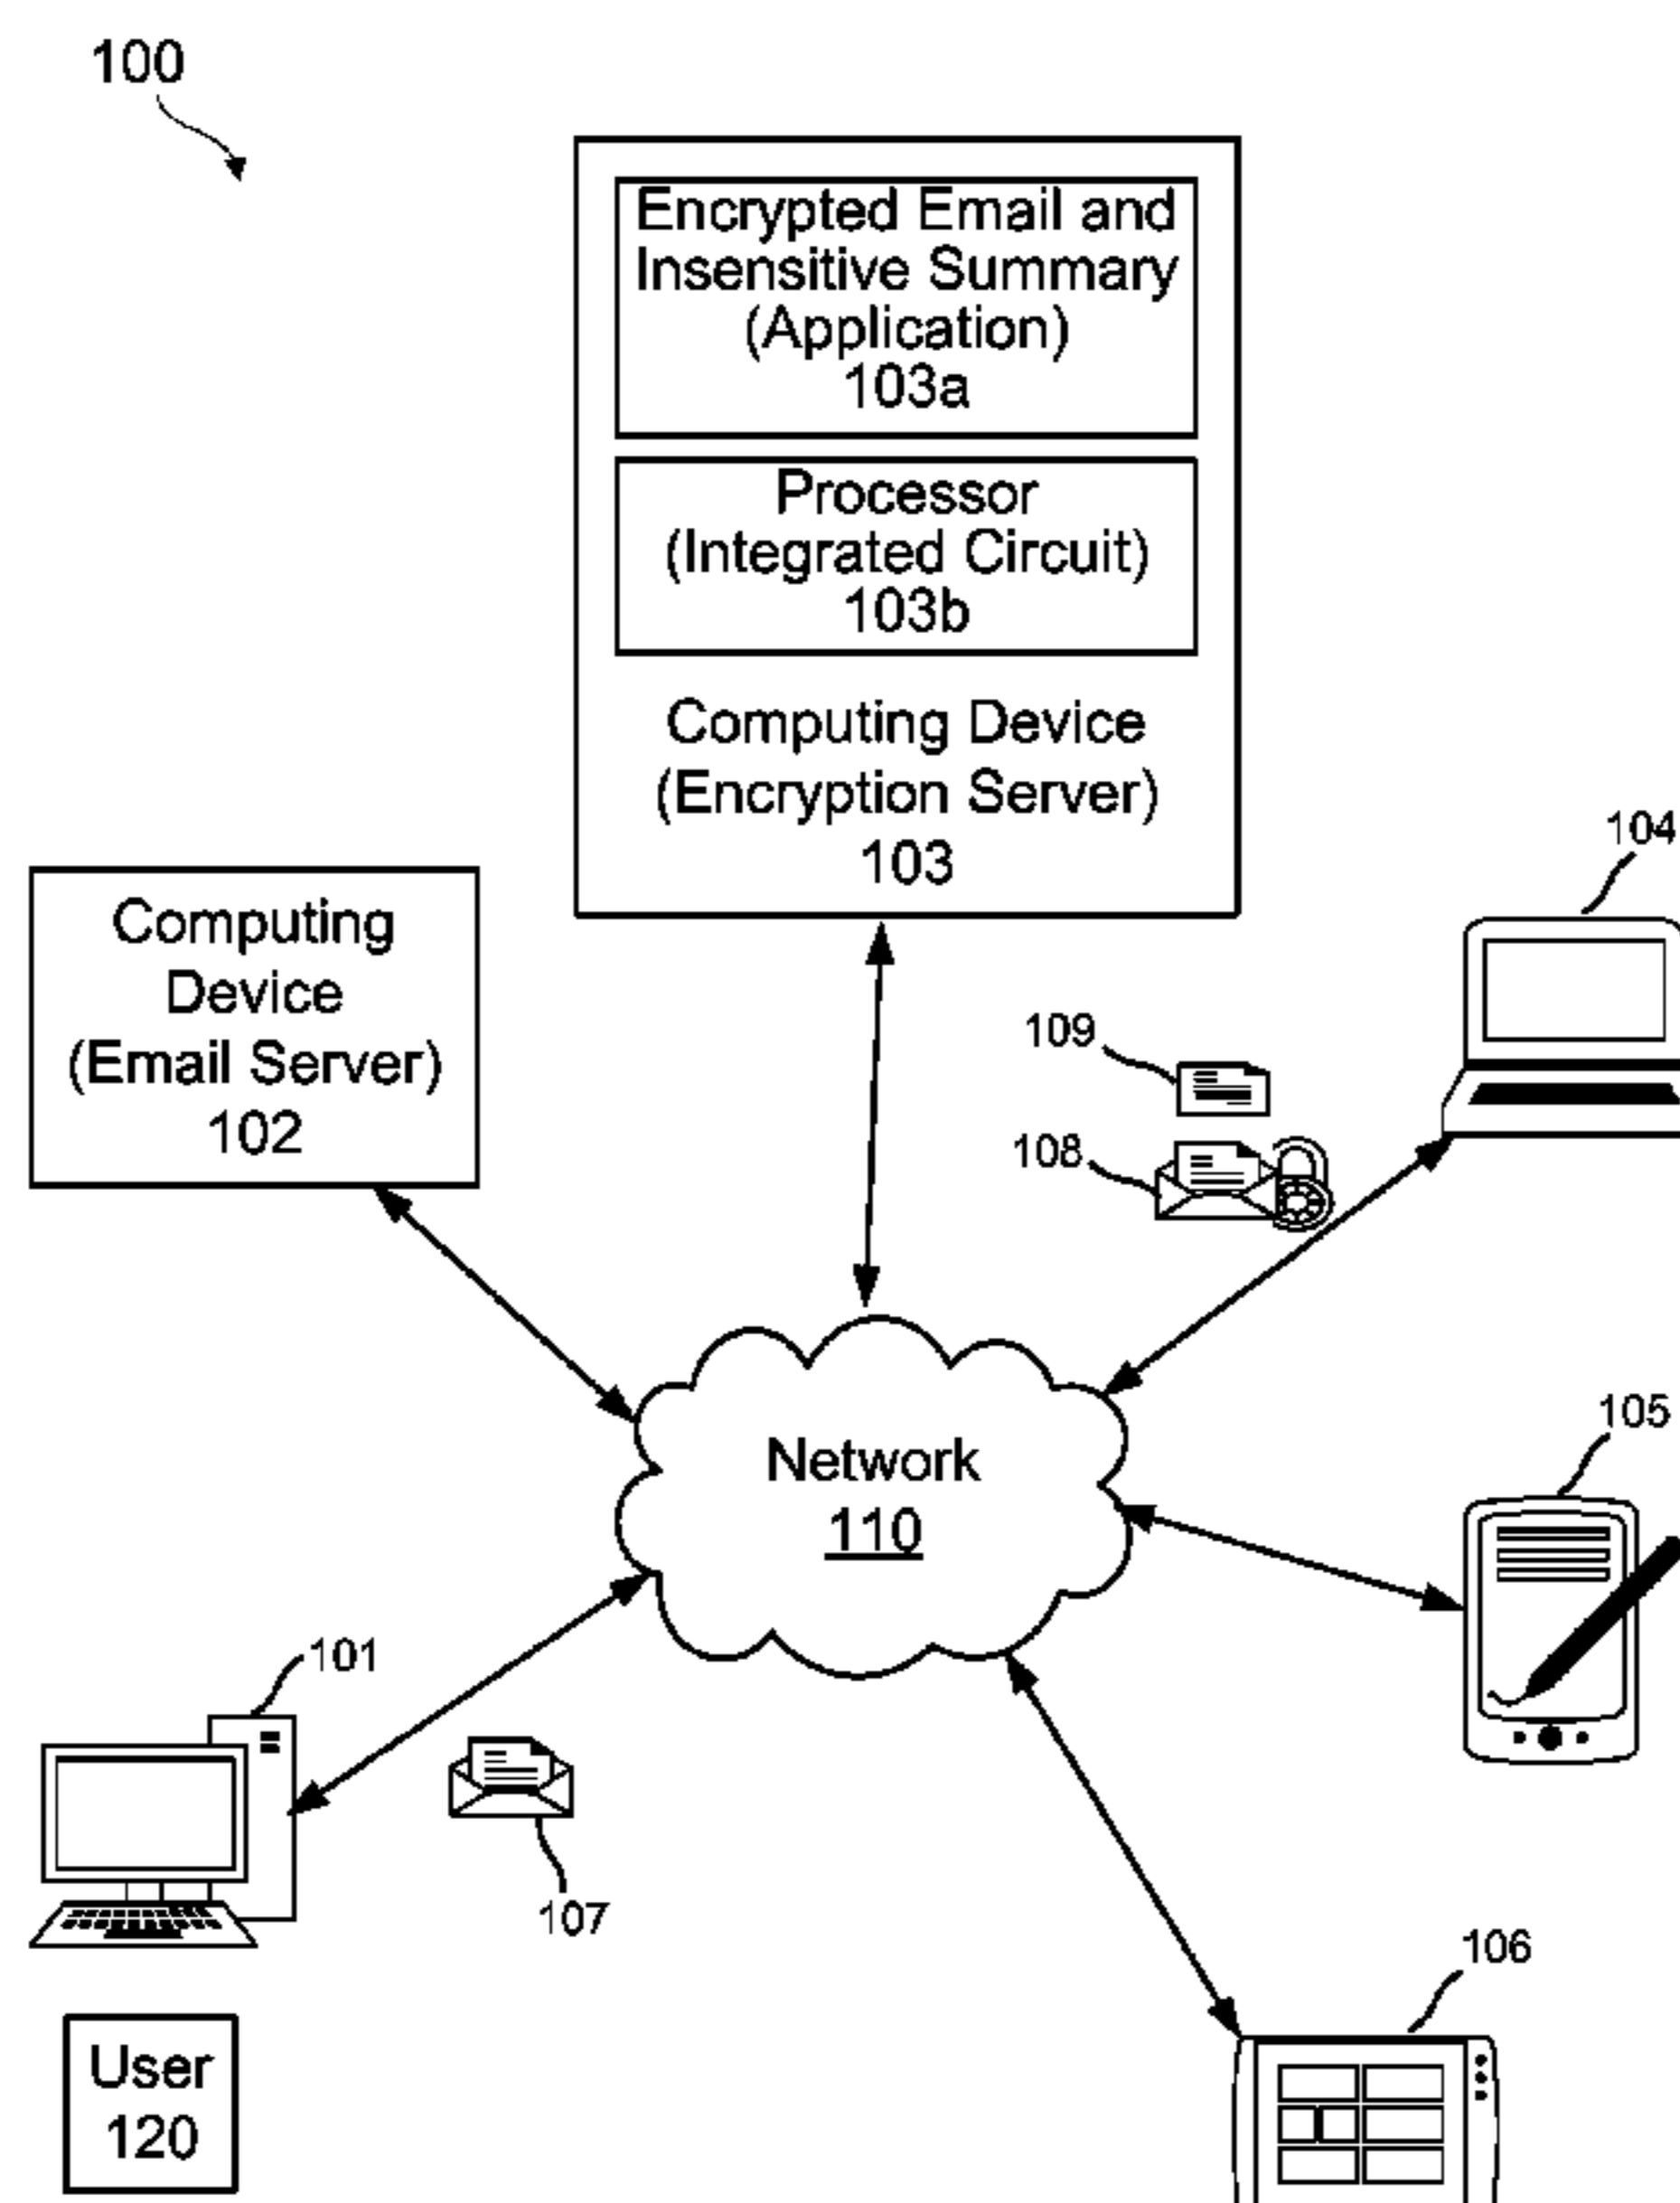 100
Encrypted Email and
Insensitive Summary
(Application)
103a
Processor
(Integrated Circuit)
103b
Computing Device
(Encryption Server)
103
104
Computing
Device
(Email Server)
102
109
108
105
Network
110
101
107
106
User
120